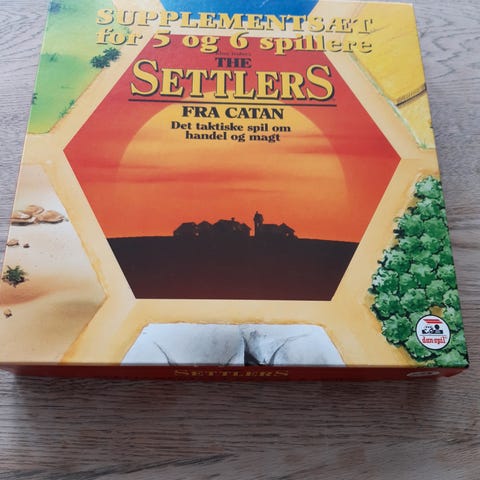 SUPPLEMENTSÆT
for 5 og 6 spillere
THE
SETTLERS
FRA CATAN
Det taktiske spil om
handel og magt
dan-spil
SETTLERS